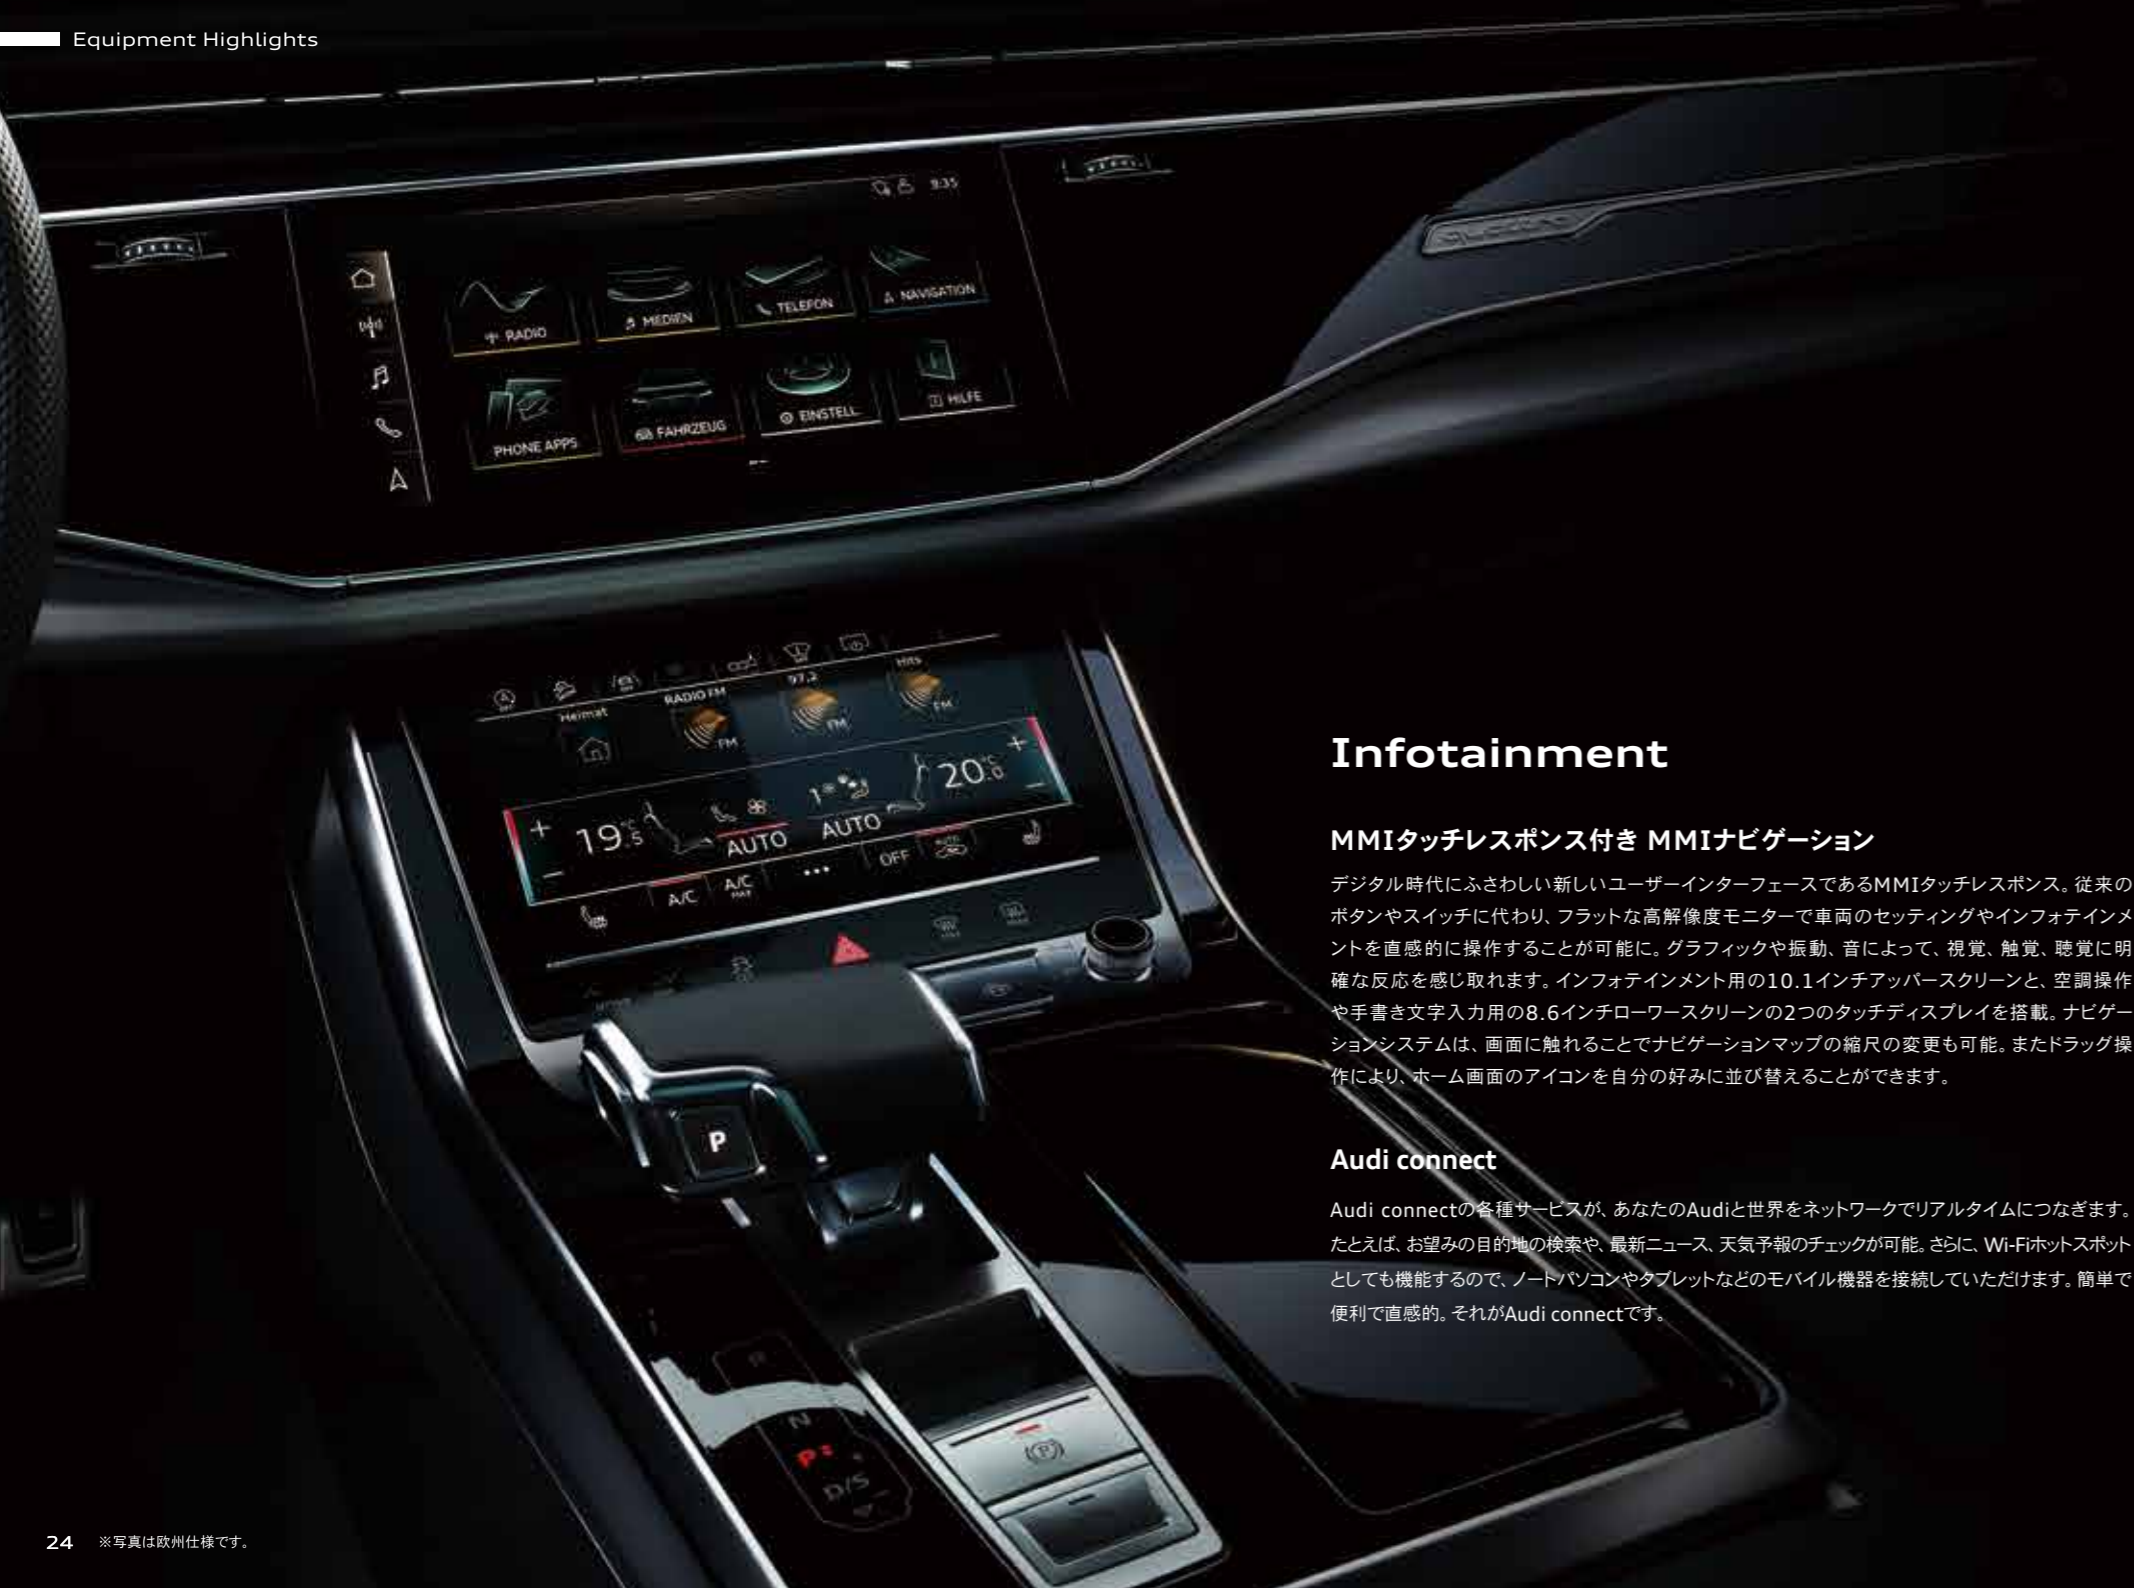 Equipment Highlights
9:35
RADIO
MEDIEN
TELEFON
NAVIGATION
PHONE APPS
FAHRZEUG
EINSTELL
HILFE
quattro
Heimat
RADIO FM
97.2
Hits
FM
FM
FM
19.5 °C
AUTO
AUTO
20.0 °C
A/C
A/C MAX
OFF
P
R
N
P
D/S
(P)
Infotainment
MMIタッチレスポンス付き MMIナビゲーション
デジタル時代にふさわしい新しいユーザーインターフェースであるMMIタッチレスポンス。従来の
ボタンやスイッチに代わり、フラットな高解像度モニターで車両のセッティングやインフォテインメ
ントを直感的に操作することが可能に。グラフィックや振動、音によって、視覚、触覚、聴覚に明
確な反応を感じ取れます。インフォテインメント用の10.1インチアッパースクリーンと、空調操作
や手書き文字入力用の8.6インチローワースクリーンの2つのタッチディスプレイを搭載。ナビゲー
ションシステムは、画面に触れることでナビゲーションマップの縮尺の変更も可能。またドラッグ操
作により、ホーム画面のアイコンを自分の好みに並び替えることができます。
Audi connect
Audi connectの各種サービスが、あなたのAudiと世界をネットワークでリアルタイムにつなぎます。
たとえば、お望みの目的地の検索や、最新ニュース、天気予報のチェックが可能。さらに、Wi-Fiホットスポット
としても機能するので、ノートパソコンやタブレットなどのモバイル機器を接続していただけます。簡単で
便利で直感的。それがAudi connectです。
24 ※写真は欧州仕様です。